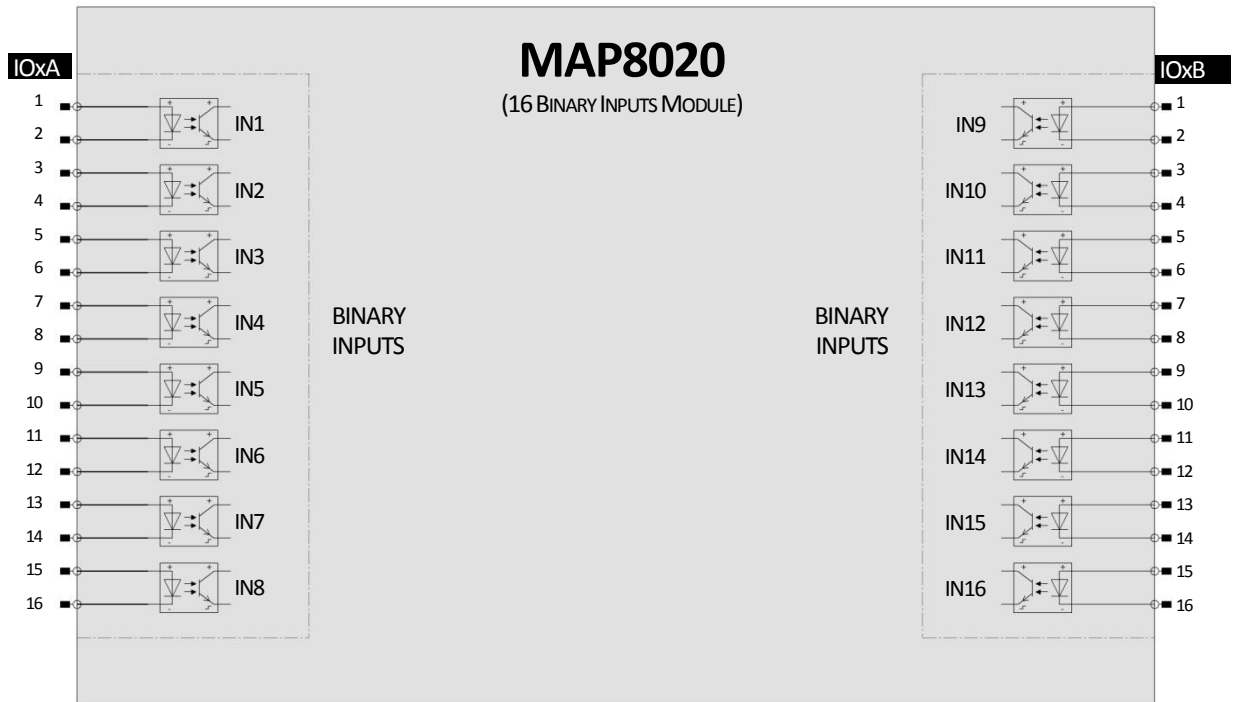 MAP8020
(16 BINARY INPUTS MODULE)
IOxA
1
2
3
4
5
6
7
8
9
10
11
12
13
14
15
16
IN1
IN2
IN3
IN4
IN5
IN6
IN7
IN8
BINARY
INPUTS
BINARY
INPUTS
IN9
IN10
IN11
IN12
IN13
IN14
IN15
IN16
IOxB
1
2
3
4
5
6
7
8
9
10
11
12
13
14
15
16